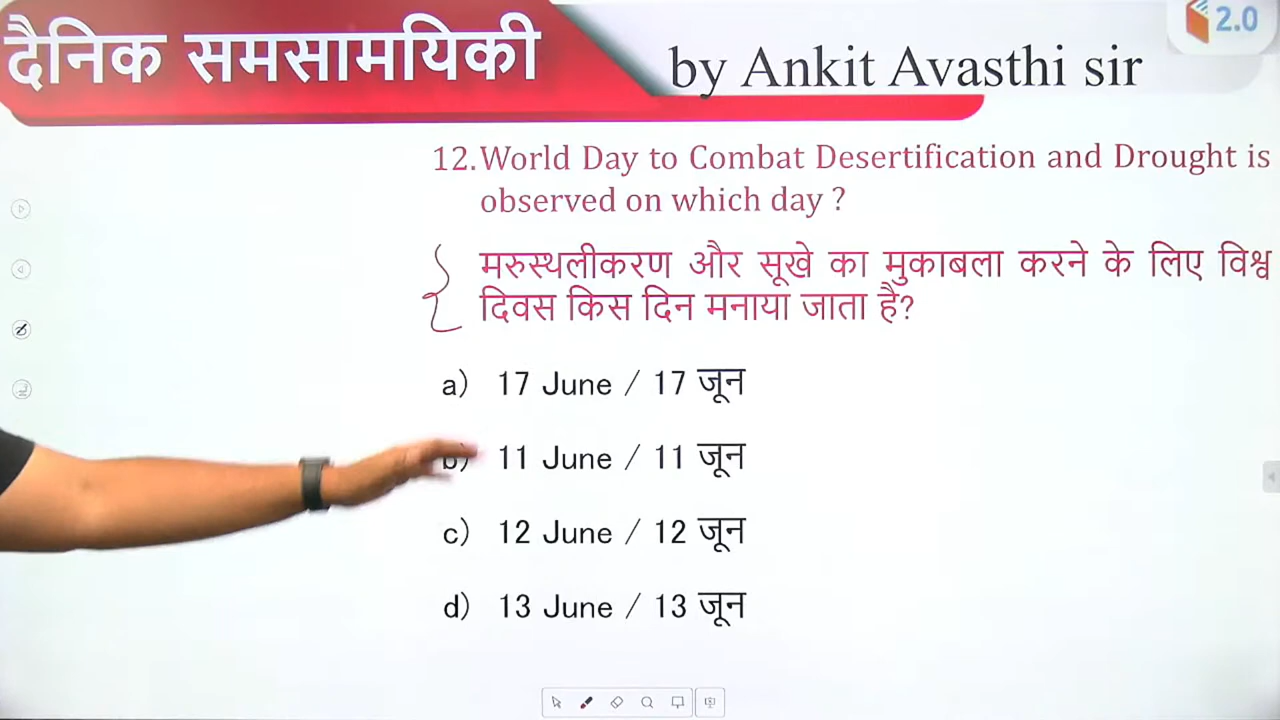 दैनिक समसामयिकी by Ankit Avasthi sir
2.0
12. World Day to Combat Desertification and Drought is
observed on which day ?
मरुस्थलीकरण और सूखे का मुकाबला करने के लिए विश्व
दिवस किस दिन मनाया जाता है?
a) 17 June / 17 जून
b) 11 June / 11 जून
c) 12 June / 12 जून
d) 13 June / 13 जून